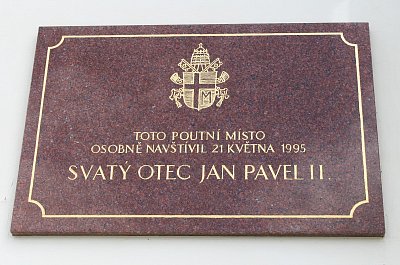 TOTO POUTNÍ MÍSTO
OSOBNĚ NAVŠTÍVIL 21 KVĚTNA 1995
SVATÝ OTEC JAN PAVEL II.